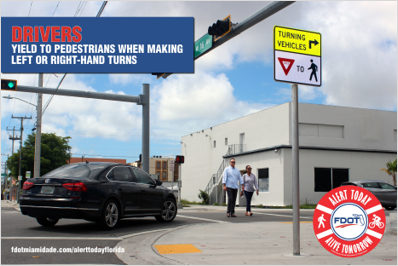 DRIVERS
YIELD TO PEDESTRIANS WHEN MAKING
LEFT OR RIGHT-HAND TURNS
TURNING
VEHICLES
TO
ALERT TODAY
FDOT
ALIVE TOMORROW
fdotmiamidade.com/alerttodayflorida